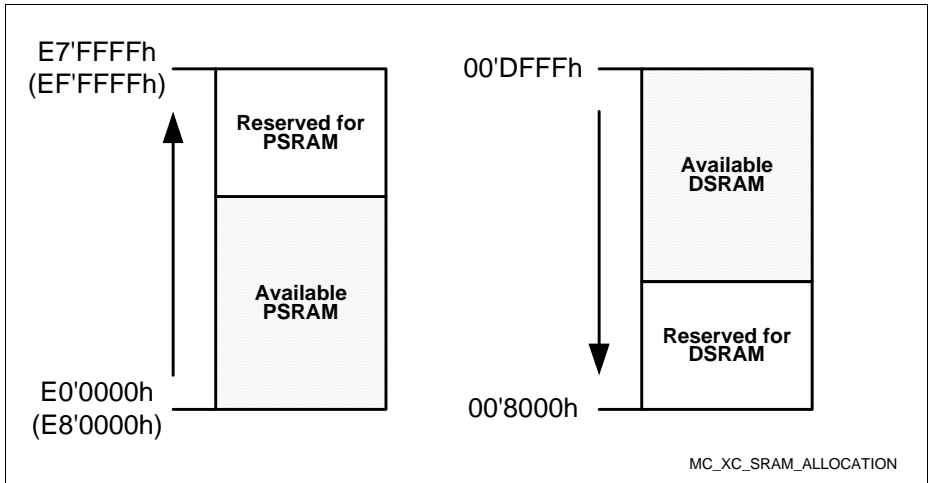 E7'FFFFh
(EF'FFFFh)
Reserved for
PSRAM
Available
PSRAM
E0'0000h
(E8'0000h)
00'DFFFh
Available
DSRAM
Reserved for
DSRAM
00'8000h
MC_XC_SRAM_ALLOCATION